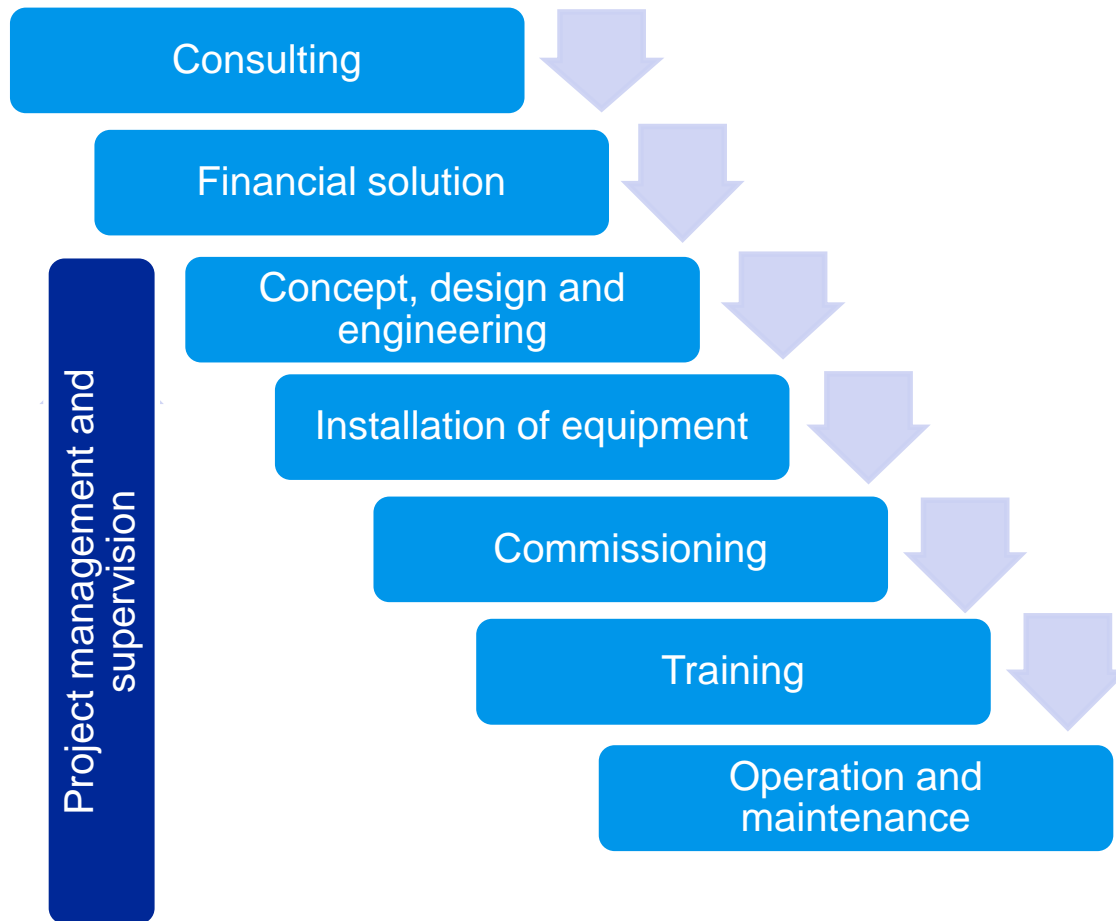 Consulting
Financial solution
Concept, design and
engineering
Installation of equipment
Commissioning
Training
Operation and
maintenance
Project management and
supervision